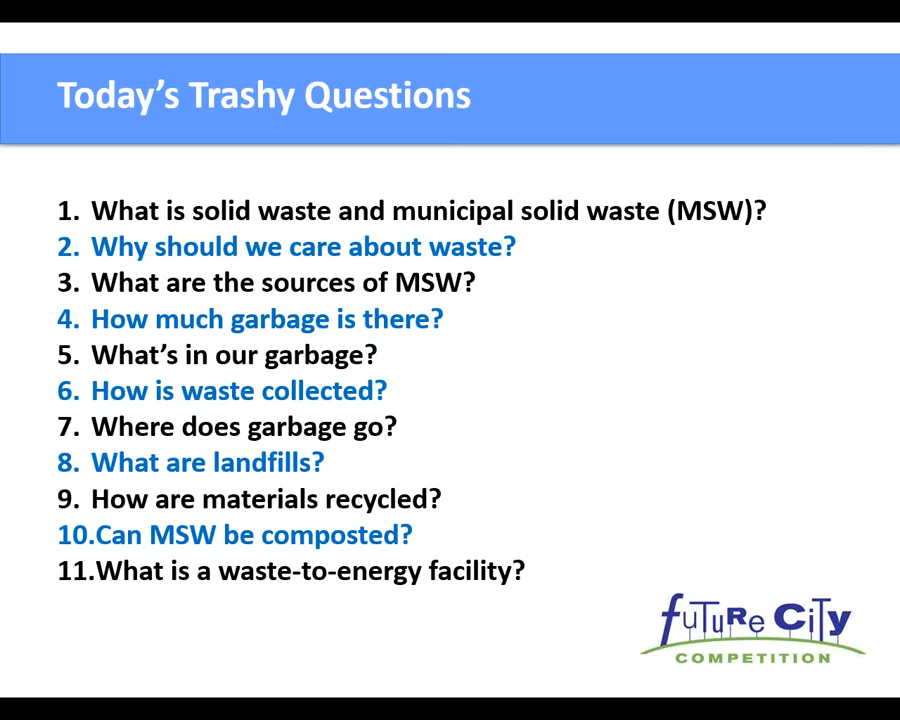 Today's Trashy Questions
1. What is solid waste and municipal solid waste (MSW)?
2. Why should we care about waste?
3. What are the sources of MSW?
4. How much garbage is there?
5. What's in our garbage?
6. How is waste collected?
7. Where does garbage go?
8. What are landfills?
9. How are materials recycled?
10.Can MSW be composted?
11.What is a waste-to-energy facility?
fuTuRe CiTy
COMPETITION